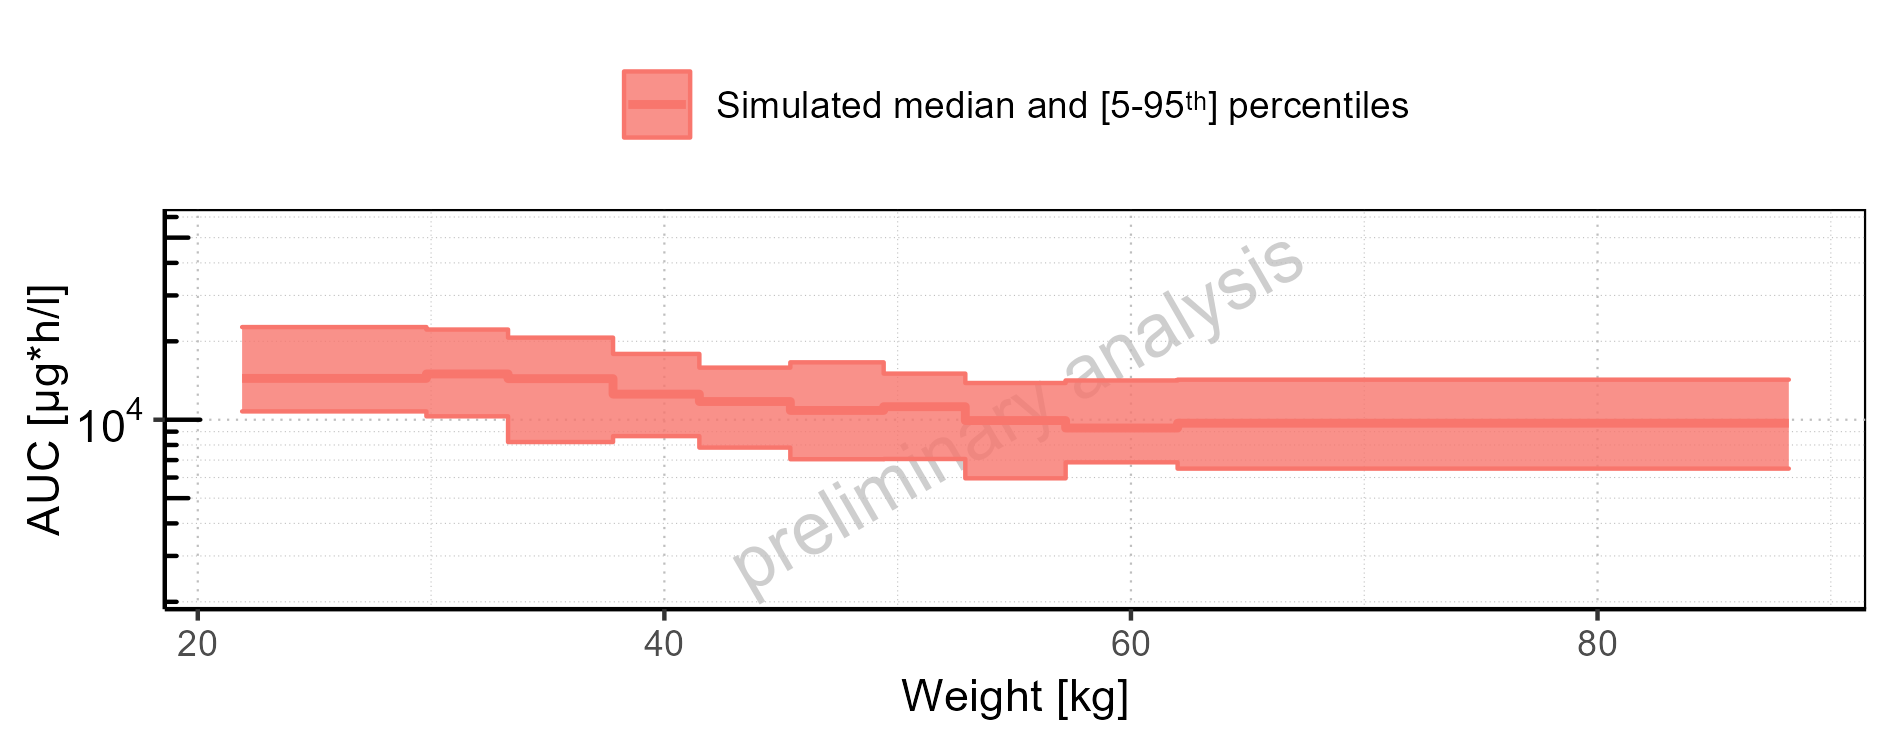 Simulated median and [5-95th] percentiles
AUC [µg*h/l]
10^4
preliminary analysis
20 40 60 80
Weight [kg]